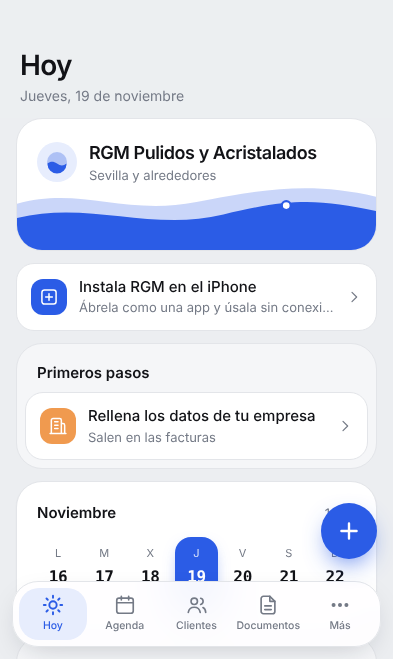 Hoy
Jueves, 19 de noviembre
RGM Pulidos y Acristalados
Sevilla y alrededores
Instala RGM en el iPhone
Ábrela como una app y úsala sin conexi...
Primeros pasos
Rellena los datos de tu empresa
Salen en las facturas
Noviembre
L M X J V S
16 17 18 19 20 21 22
Hoy Agenda Clientes Documentos Más